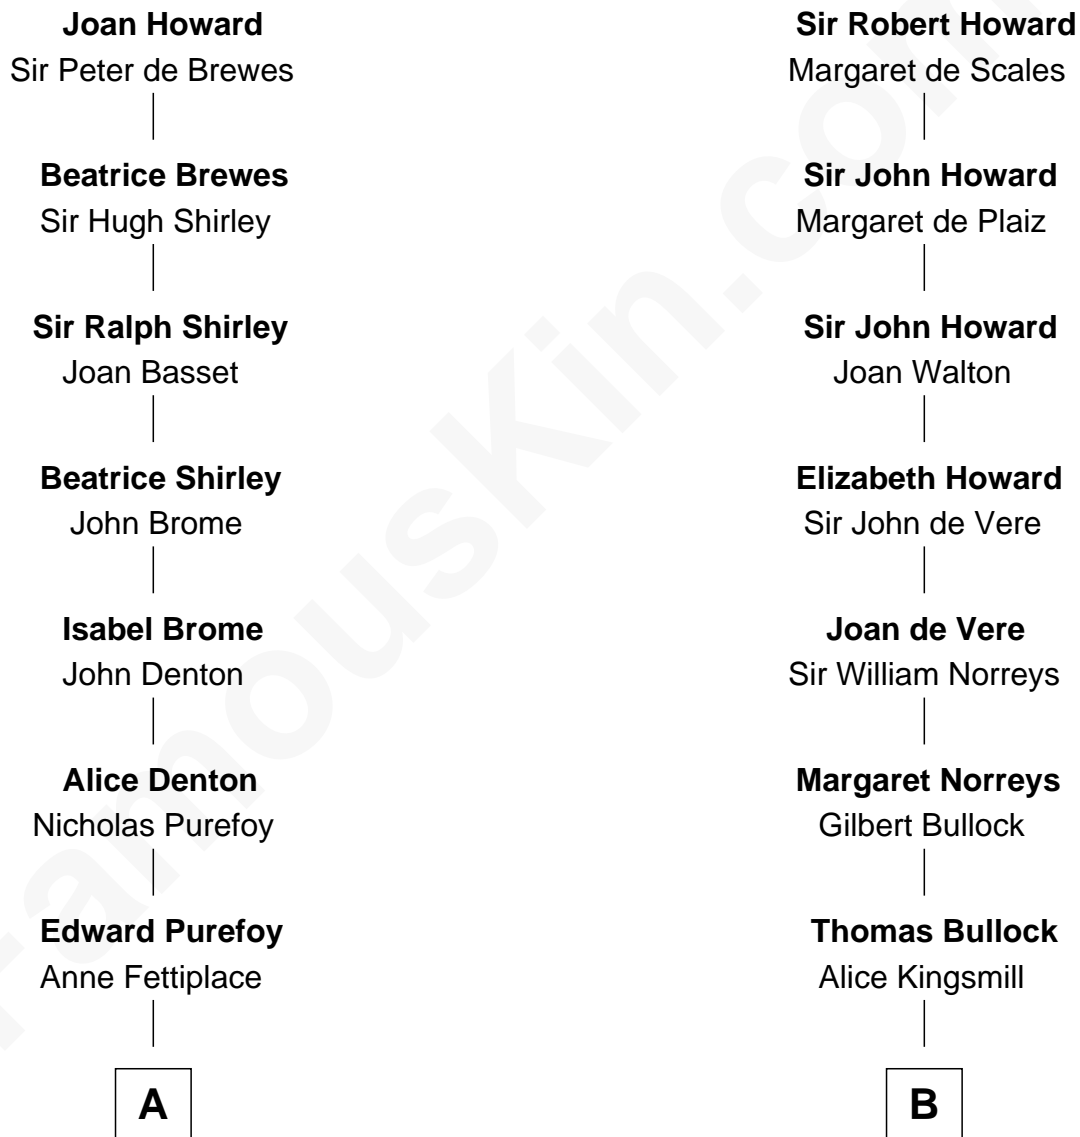 Joan Howard
Sir Peter de Brewes
Beatrice Brewes
Sir Hugh Shirley
Sir Ralph Shirley
Joan Basset
Beatrice Shirley
John Brome
Isabel Brome
John Denton
Alice Denton
Nicholas Purefoy
Edward Purefoy
Anne Fettiplace
A
Sir Robert Howard
Margaret de Scales
Sir John Howard
Margaret de Plaiz
Sir John Howard
Joan Walton
Elizabeth Howard
Sir John de Vere
Joan de Vere
Sir William Norreys
Margaret Norreys
Gilbert Bullock
Thomas Bullock
Alice Kingsmill
B
FamousKin.com